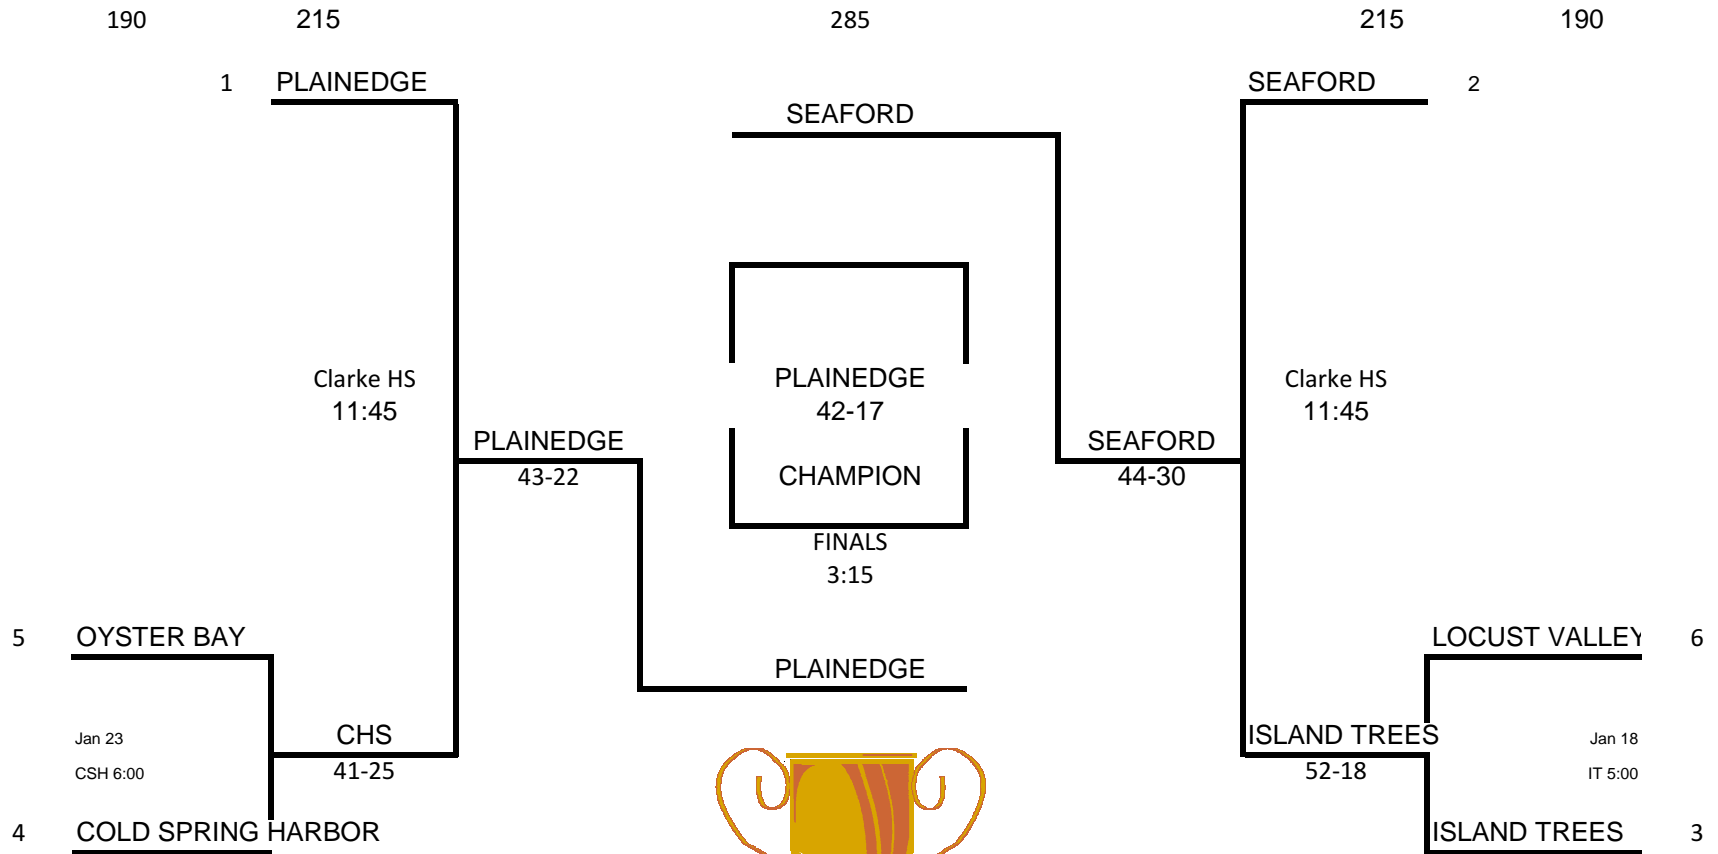 190 215 285 215 190
1 PLAINEDGE SEAFORD 2
SEAFORD
Clarke HS PLAINEDGE Clarke HS
11:45 42-17 11:45
PLAINEDGE SEAFORD
43-22 CHAMPION 44-30
FINALS
3:15
5 OYSTER BAY LOCUST VALLEY 6
PLAINEDGE
Jan 23 CHS ISLAND TREES Jan 18
CSH 6:00 41-25 52-18 IT 5:00
4 COLD SPRING HARBOR ISLAND TREES 3